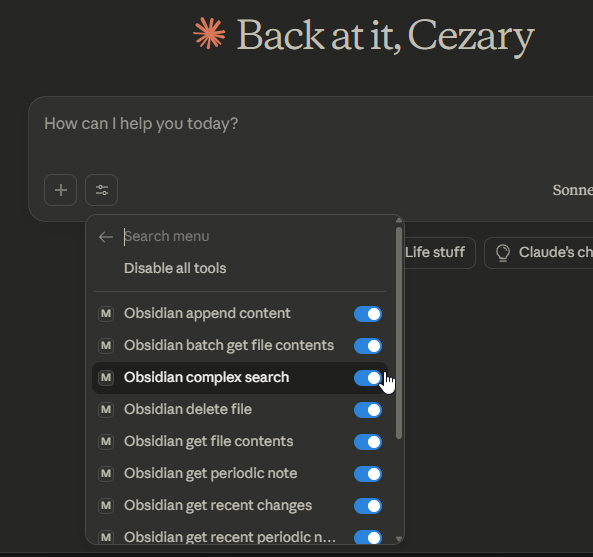 Back at it, Cezary
How can I help you today?
Sonne
Search menu
Disable all tools
Life stuff
Claude's ch
M Obsidian append content
M Obsidian batch get file contents
M Obsidian complex search
M Obsidian delete file
M Obsidian get file contents
M Obsidian get periodic note
M Obsidian get recent changes
M Obsidian get recent periodic n...